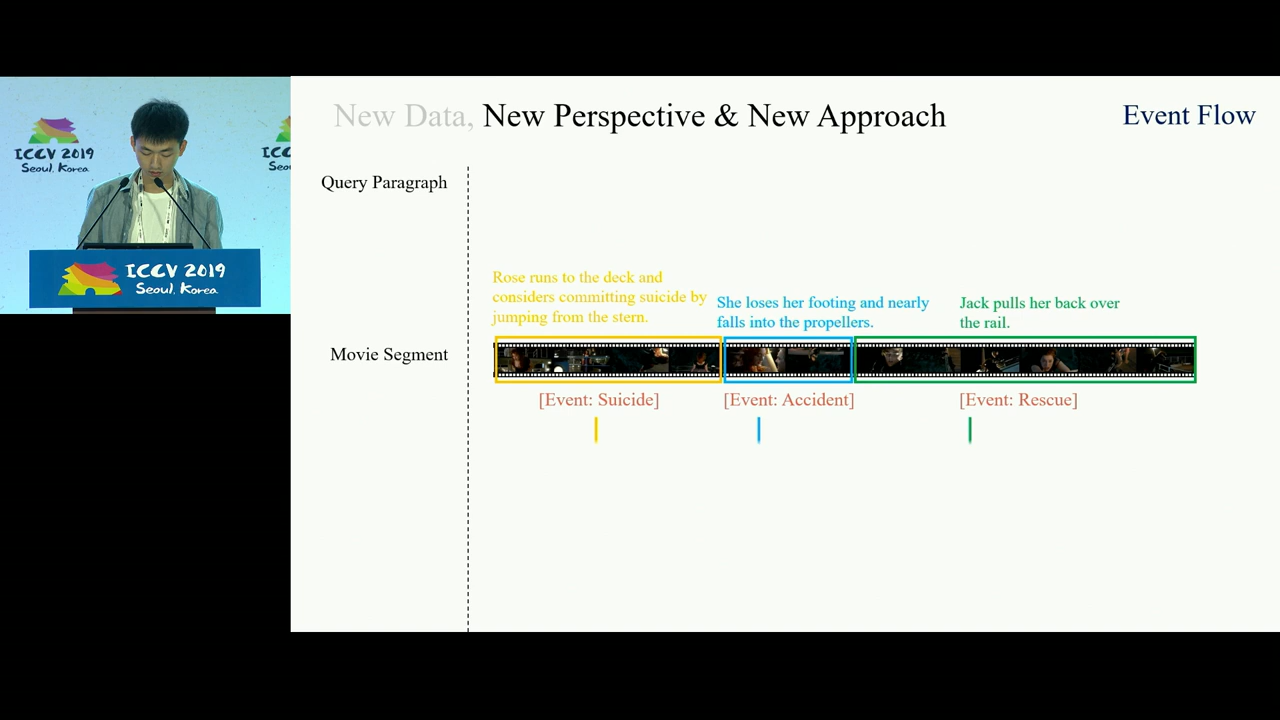 ICCV 2019
Seoul, Korea
ICCV 2019
Seoul, Korea
New Data, New Perspective & New Approach
Event Flow
Query Paragraph
Rose runs to the deck and
considers committing suicide by
jumping from the stern.
She loses her footing and nearly
falls into the propellers.
Jack pulls her back over
the rail.
Movie Segment
[Event: Suicide]
[Event: Accident]
[Event: Rescue]